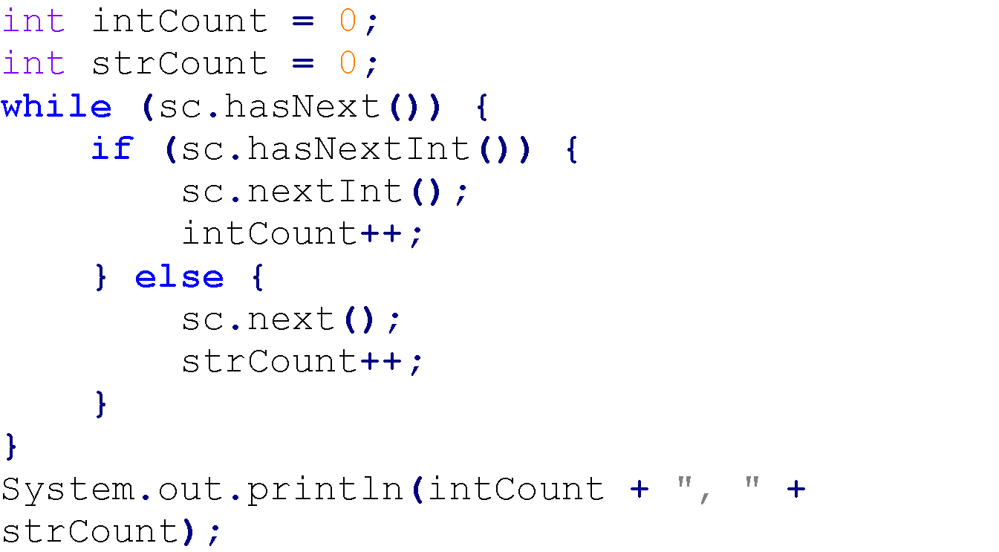 int intCount = 0;
int strCount = 0;
while (sc.hasNext()) {
    if (sc.hasNextInt()) {
        sc.nextInt();
        intCount++;
    } else {
        sc.next();
        strCount++;
    }
}
System.out.println(intCount + ", " +
strCount);